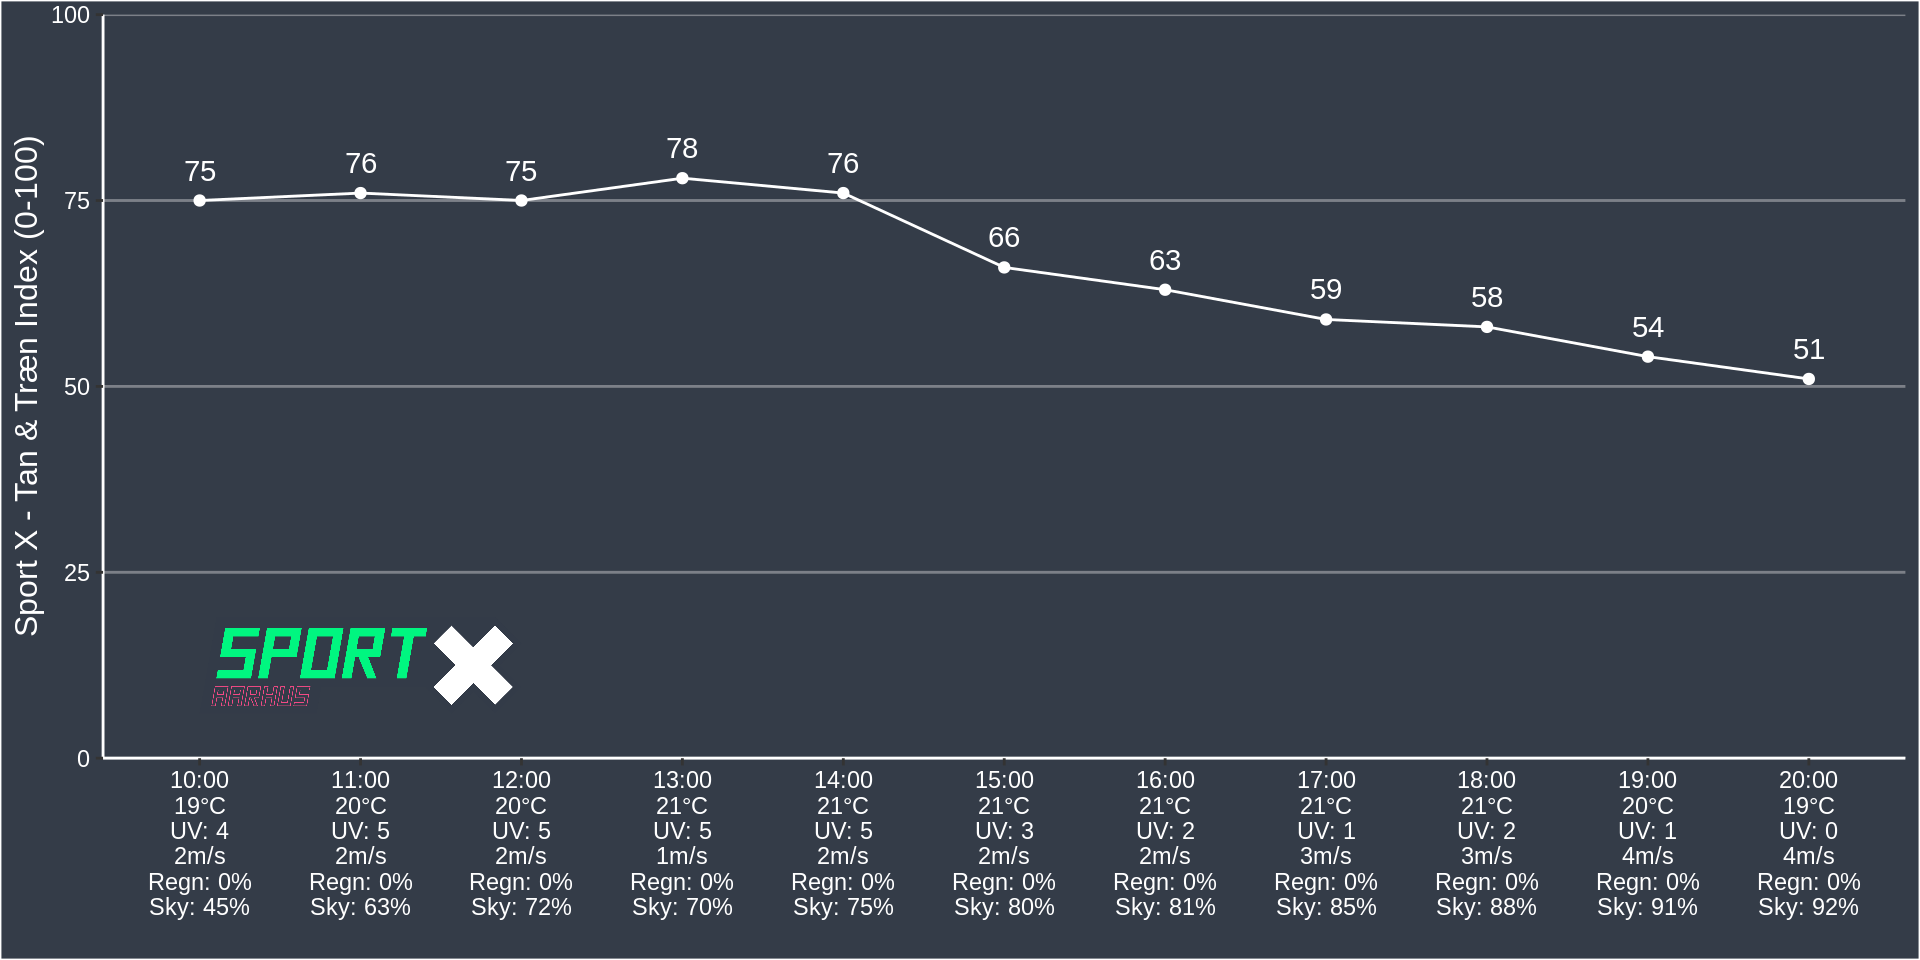 Sport X - Tan & Træn Index (0-100)
100
75
50
25
0
75
76
75
78
76
66
63
59
58
54
51
SPORT X
AARHUS
10:00 11:00 12:00 13:00 14:00 15:00 16:00 17:00 18:00 19:00 20:00
19°C 20°C 20°C 21°C 21°C 21°C 21°C 21°C 21°C 20°C 19°C
UV: 4 UV: 5 UV: 5 UV: 5 UV: 5 UV: 3 UV: 2 UV: 1 UV: 2 UV: 1 UV: 0
2m/s 2m/s 2m/s 1m/s 2m/s 2m/s 2m/s 3m/s 3m/s 4m/s 4m/s
Regn: 0% Regn: 0% Regn: 0% Regn: 0% Regn: 0% Regn: 0% Regn: 0% Regn: 0% Regn: 0% Regn: 0% Regn: 0%
Sky: 45% Sky: 63% Sky: 72% Sky: 70% Sky: 75% Sky: 80% Sky: 81% Sky: 85% Sky: 88% Sky: 91% Sky: 92%